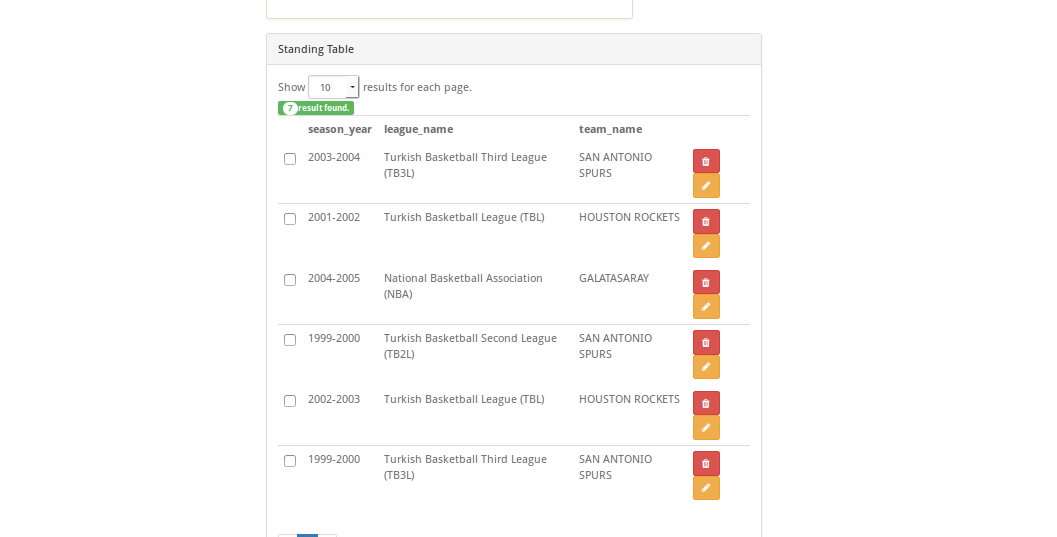 Standing Table
Show 10 results for each page.
7 result found.
season_year league_name team_name
2003-2004 Turkish Basketball Third League SAN ANTONIO
(TB3L) SPURS
2001-2002 Turkish Basketball League (TBL) HOUSTON ROCKETS
2004-2005 National Basketball Association GALATASARAY
(NBA)
1999-2000 Turkish Basketball Second League SAN ANTONIO
(TB2L) SPURS
2002-2003 Turkish Basketball League (TBL) HOUSTON ROCKETS
1999-2000 Turkish Basketball Third League SAN ANTONIO
(TB3L) SPURS